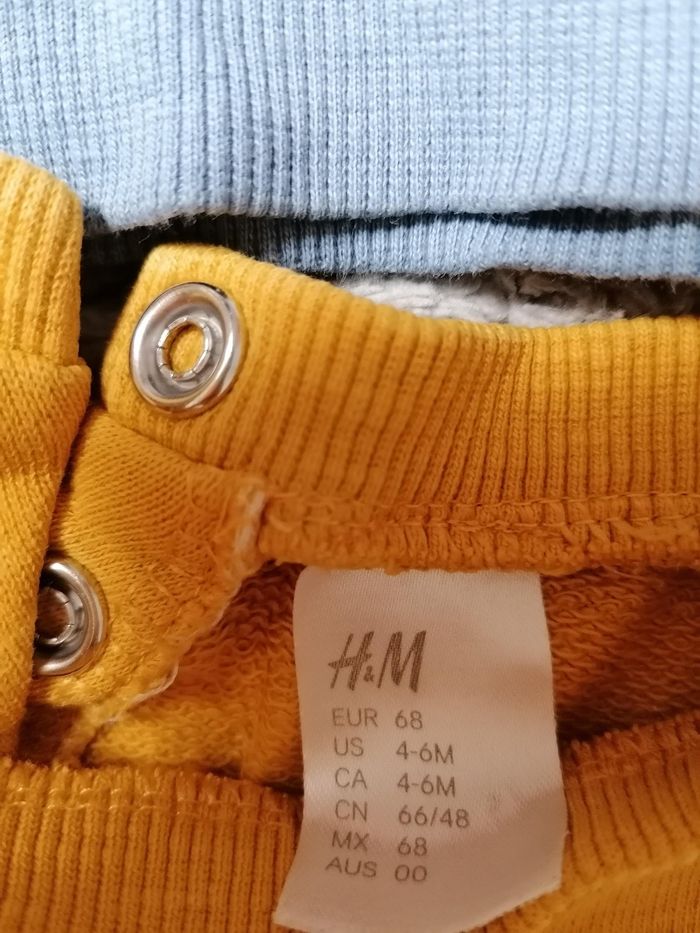 H&M
EUR 68
US 4-6M
CA 4-6M
CN 66/48
MX 68
AUS 00